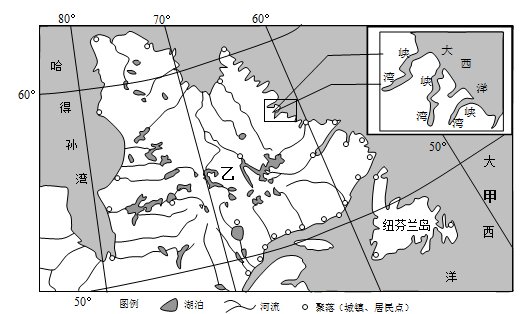 80° 70° 60°
60°
50°
50°
哈得孙湾
乙
大西洋
峡湾
峡湾
峡湾
大甲西洋
纽芬兰岛
图例 湖泊 河流 聚落（城镇、居民点）